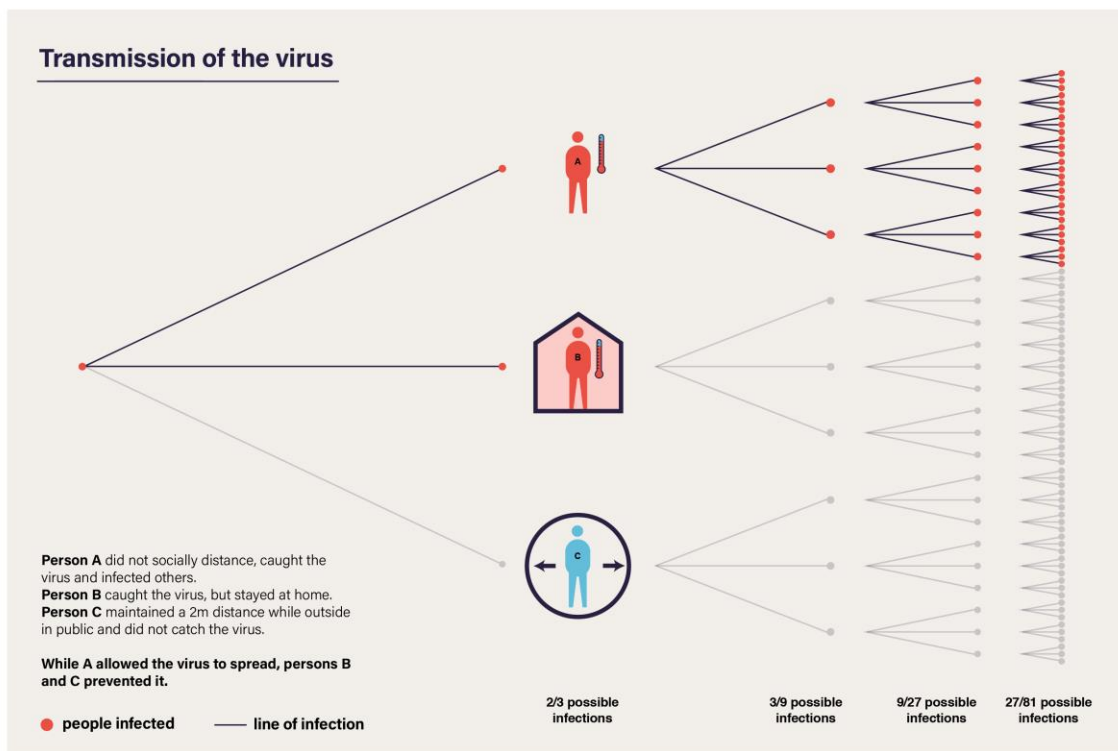 Transmission of the virus
A
B
C
Person A did not socially distance, caught the
virus and infected others.
Person B caught the virus, but stayed at home.
Person C maintained a 2m distance while outside
in public and did not catch the virus.
While A allowed the virus to spread, persons B
and C prevented it.
people infected
line of infection
2/3 possible
infections
3/9 possible
infections
9/27 possible
infections
27/81 possible
infections